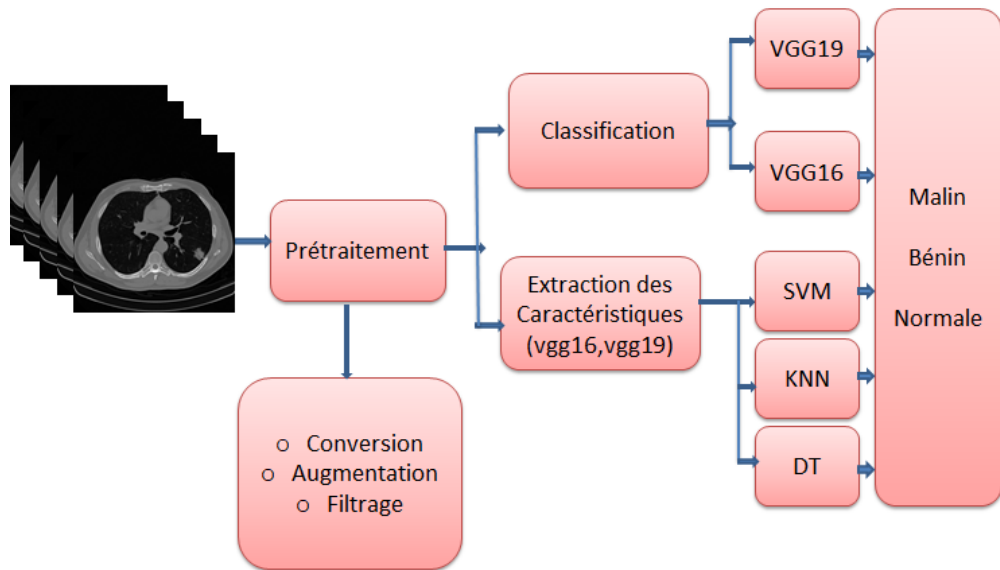 VGG19
Classification
VGG16
Prétraitement
Extraction des
Caractéristiques
(vgg16,vgg19)
SVM
KNN
DT
Malin
Bénin
Normale
○ Conversion
○ Augmentation
○ Filtrage